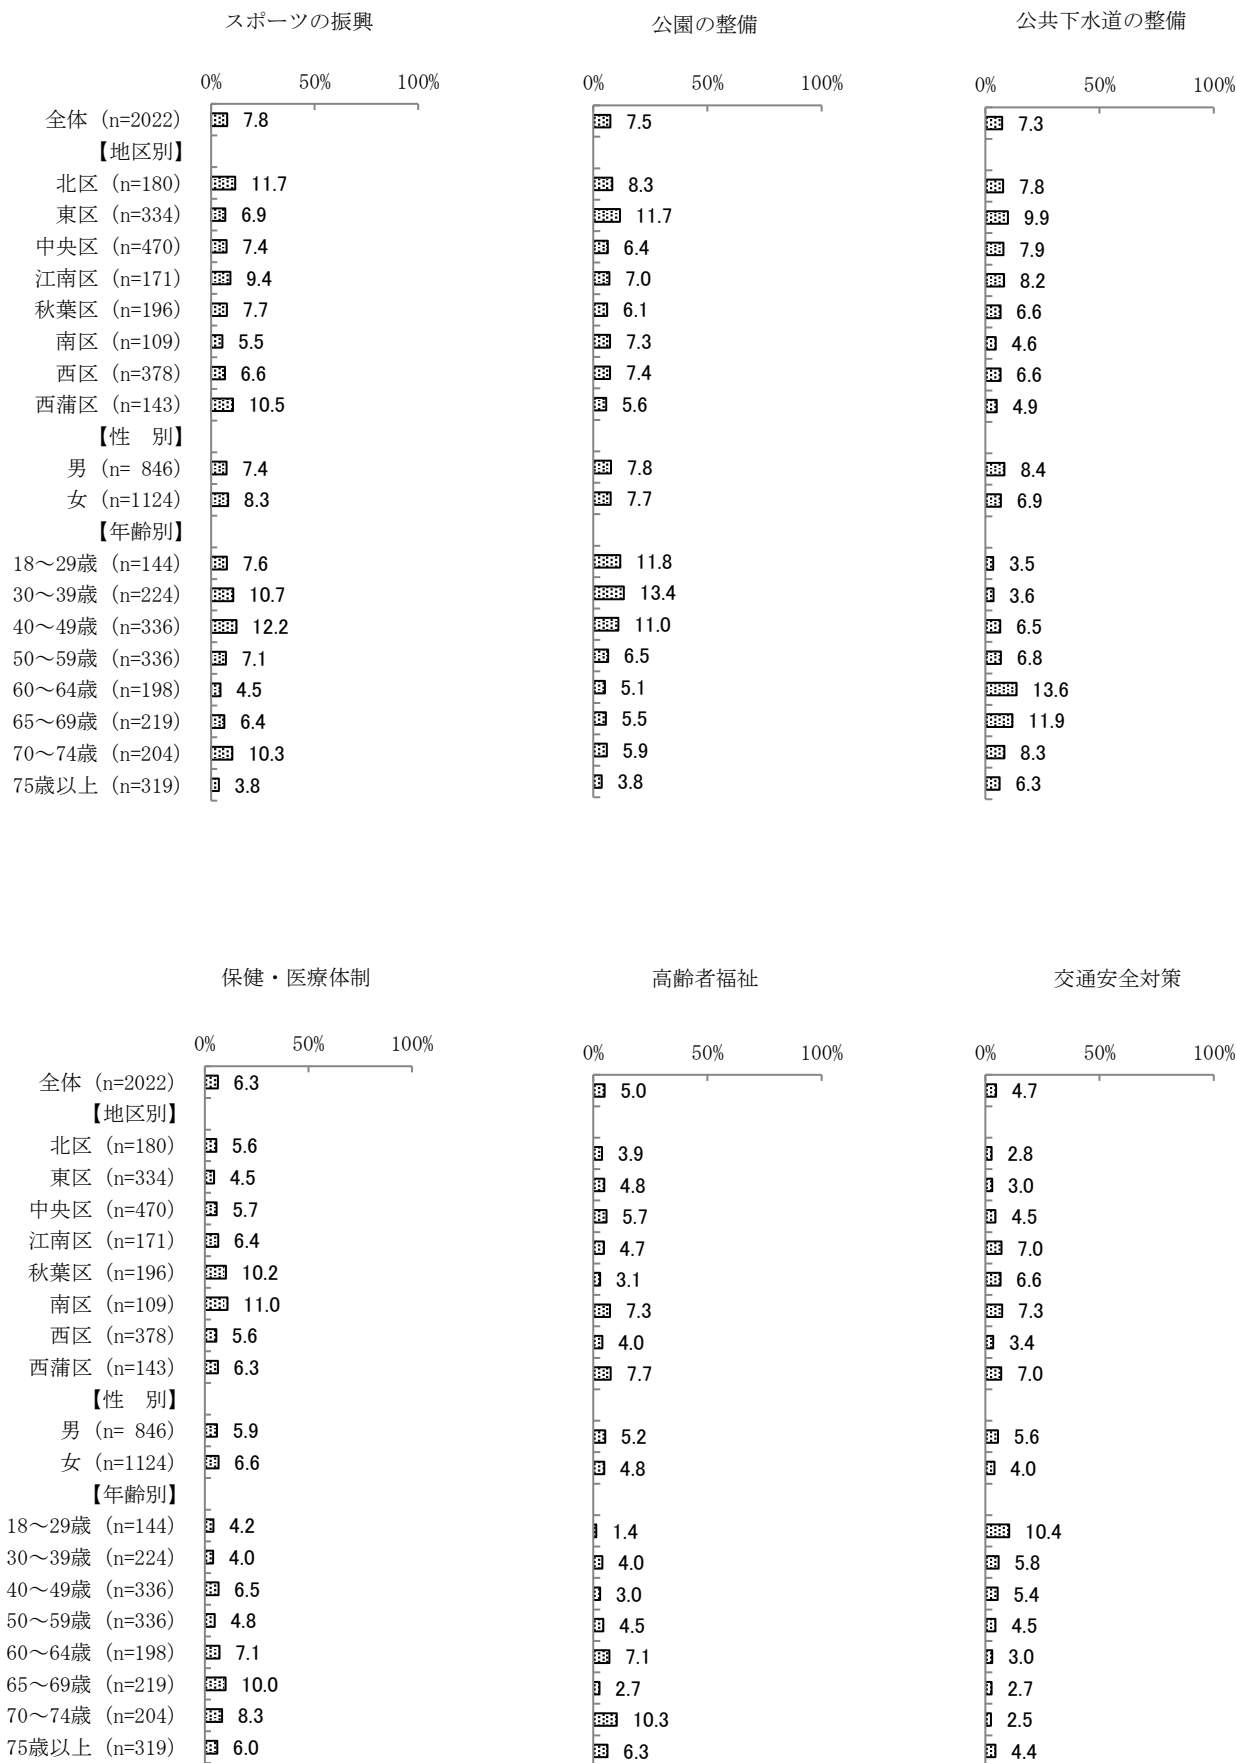 スポーツの振興 公園の整備 公共下水道の整備
0% 50% 100% 0% 50% 100% 0% 50% 100%
全体 (n=2022) 7.8 7.5 7.3
【地区別】
北区 (n=180) 11.7 8.3 7.8
東区 (n=334) 6.9 11.7 9.9
中央区 (n=470) 7.4 6.4 7.9
江南区 (n=171) 9.4 7.0 8.2
秋葉区 (n=196) 7.7 6.1 6.6
南区 (n=109) 5.5 7.3 4.6
西区 (n=378) 6.6 7.4 6.6
西蒲区 (n=143) 10.5 5.6 4.9
【性　別】
男 (n= 846) 7.4 7.8 8.4
女 (n=1124) 8.3 7.7 6.9
【年齢別】
18～29歳 (n=144) 7.6 11.8 3.5
30～39歳 (n=224) 10.7 13.4 3.6
40～49歳 (n=336) 12.2 11.0 6.5
50～59歳 (n=336) 7.1 6.5 6.8
60～64歳 (n=198) 4.5 5.1 13.6
65～69歳 (n=219) 6.4 5.5 11.9
70～74歳 (n=204) 10.3 5.9 8.3
75歳以上 (n=319) 3.8 3.8 6.3
保健・医療体制 高齢者福祉 交通安全対策
0% 50% 100% 0% 50% 100% 0% 50% 100%
全体 (n=2022) 6.3 5.0 4.7
【地区別】
北区 (n=180) 5.6 3.9 2.8
東区 (n=334) 4.5 4.8 3.0
中央区 (n=470) 5.7 5.7 4.5
江南区 (n=171) 6.4 4.7 7.0
秋葉区 (n=196) 10.2 3.1 6.6
南区 (n=109) 11.0 7.3 7.3
西区 (n=378) 5.6 4.0 3.4
西蒲区 (n=143) 6.3 7.7 7.0
【性　別】
男 (n= 846) 5.9 5.2 5.6
女 (n=1124) 6.6 4.8 4.0
【年齢別】
18～29歳 (n=144) 4.2 1.4 10.4
30～39歳 (n=224) 4.0 4.0 5.8
40～49歳 (n=336) 6.5 3.0 5.4
50～59歳 (n=336) 4.8 4.5 4.5
60～64歳 (n=198) 7.1 7.1 3.0
65～69歳 (n=219) 10.0 2.7 2.7
70～74歳 (n=204) 8.3 10.3 2.5
75歳以上 (n=319) 6.0 6.3 4.4